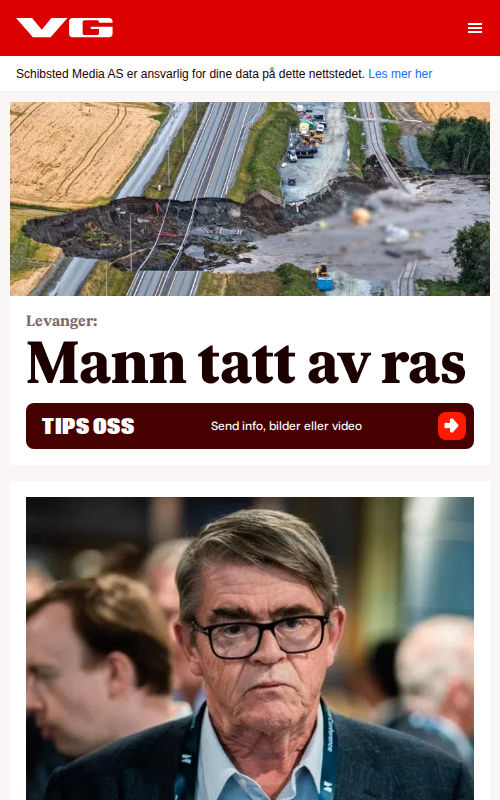 VG
Schibsted Media AS er ansvarlig for dine data på dette nettstedet. Les mer her
Levanger:
Mann tatt av ras
TIPS OSS
Send info, bilder eller video